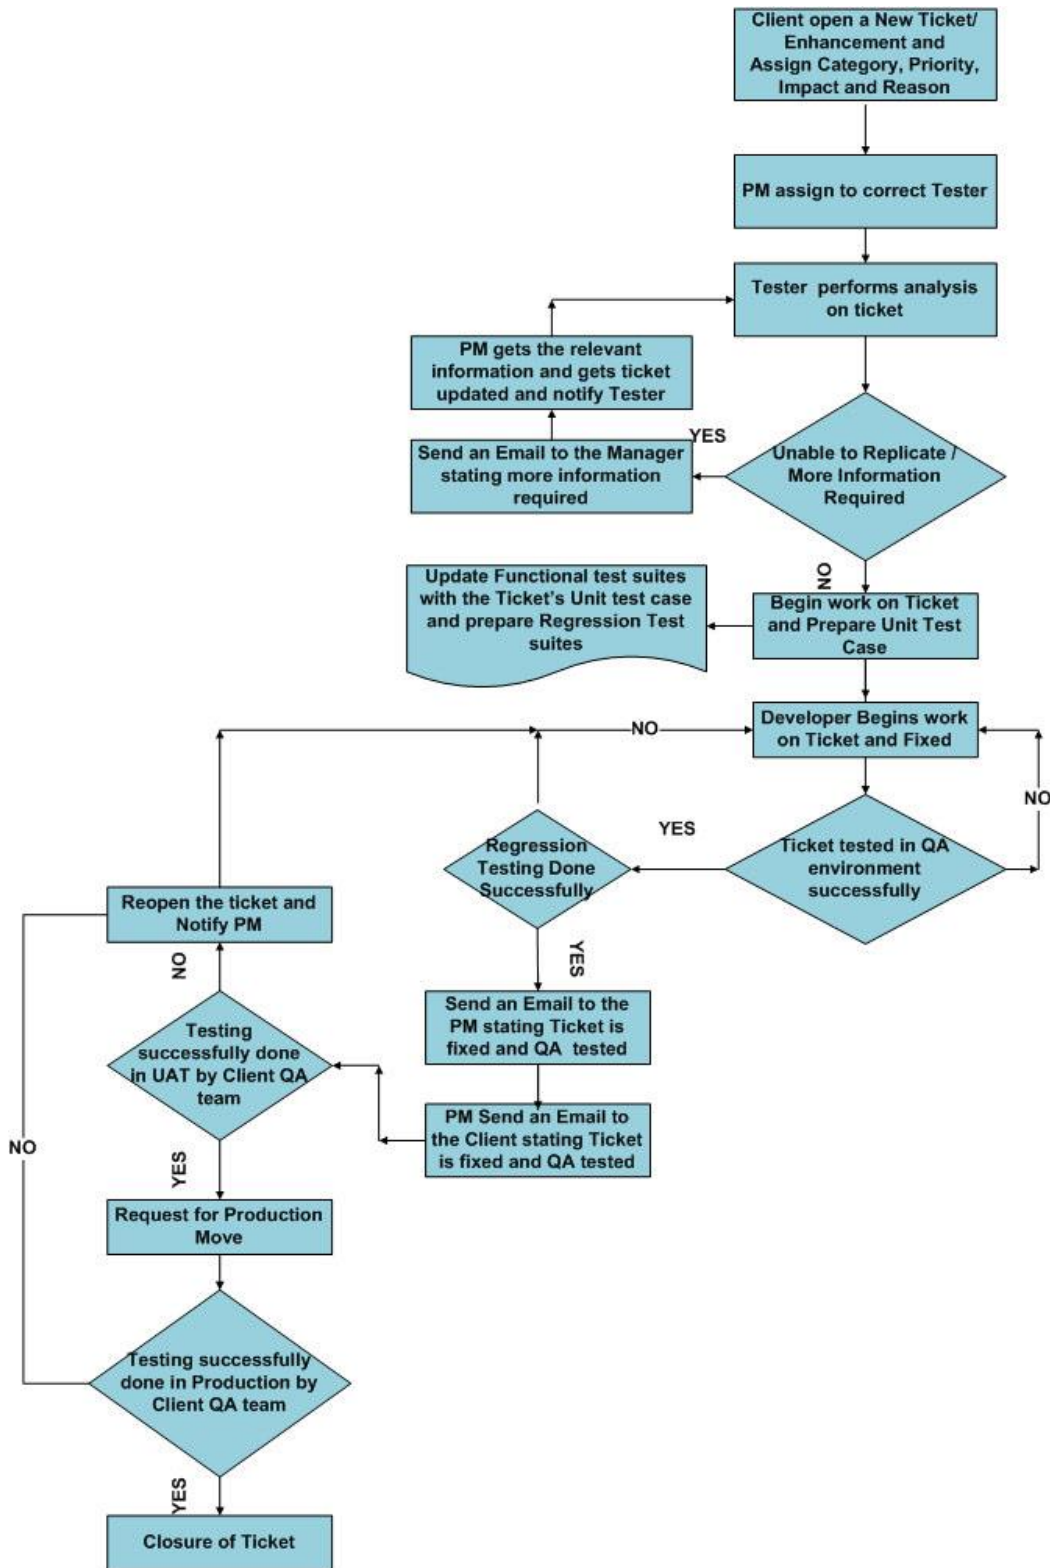 Client open a New Ticket/
Enhancement and
Assign Category, Priority,
Impact and Reason
PM assign to correct Tester
Tester performs analysis
on ticket
PM gets the relevant
information and gets ticket
updated and notify Tester
YES
Send an Email to the Manager
stating more information
required
Unable to Replicate /
More Information
Required
NO
Update Functional test suites
with the Ticket's Unit test case
and prepare Regression Test
suites
Begin work on Ticket
and Prepare Unit Test
Case
Developer Begins work
on Ticket and Fixed
NO
NO
YES
Ticket tested in QA
environment
successfully
Regression
Testing Done
Successfully
YES
Reopen the ticket and
Notify PM
NO
Send an Email to the
PM stating Ticket is
fixed and QA tested
Testing
successfully done
in UAT by Client QA
team
PM Send an Email to
the Client stating Ticket
is fixed and QA tested
NO
YES
Request for Production
Move
Testing successfully
done in Production by
Client QA team
YES
Closure of Ticket